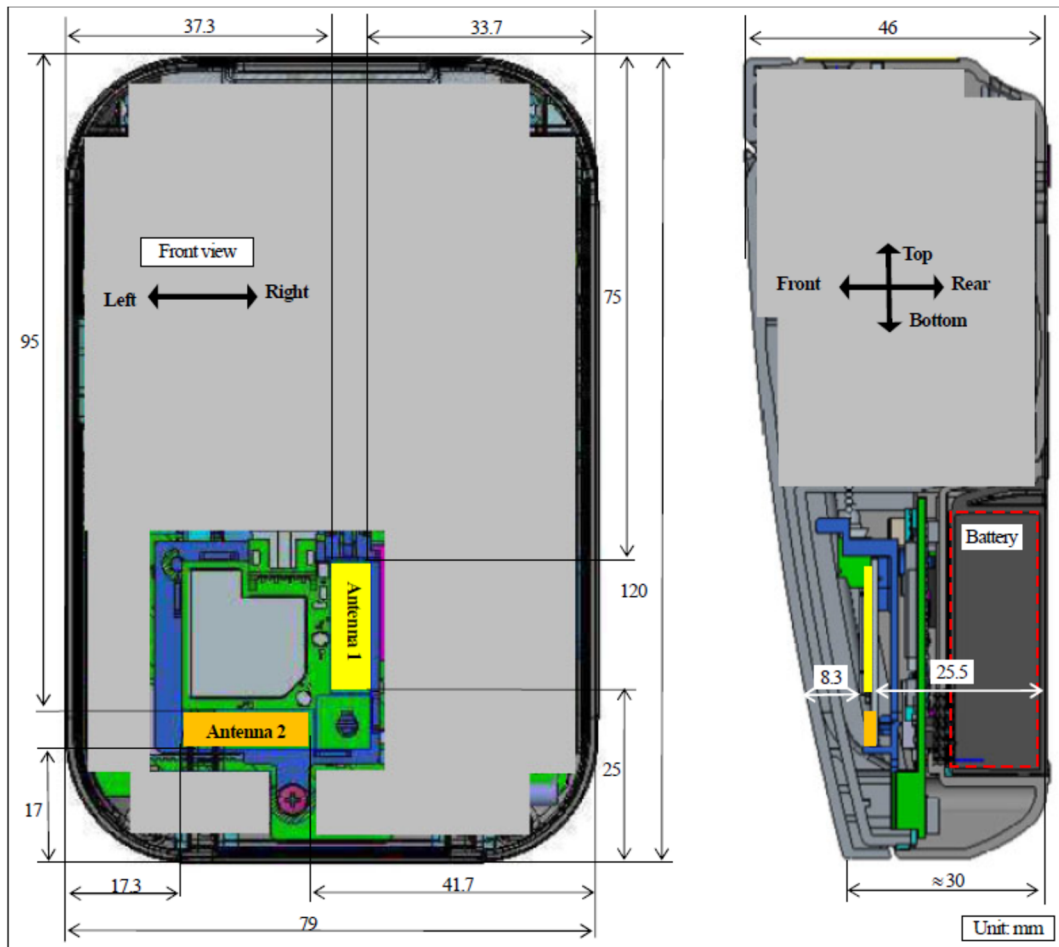 37.3
33.7
46
Front view
Left
Right
Top
Front
Rear
Bottom
75
95
Battery
Antenna 1
120
8.3
25.5
Antenna 2
25
17
17.3
41.7
≈30
79
Unit: mm